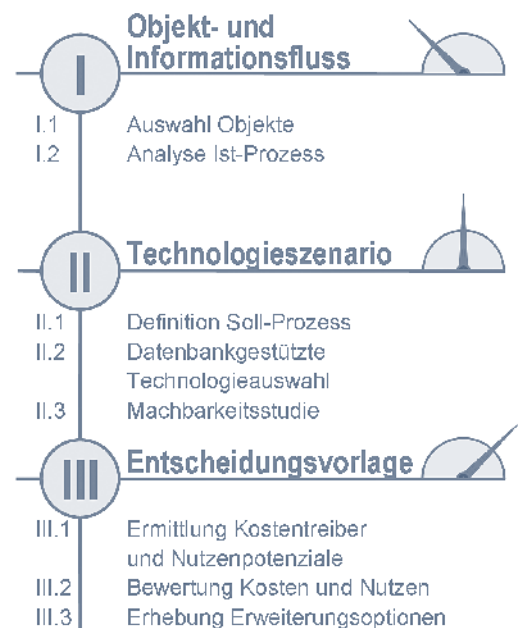 Objekt- und
Informationsfluss
I
I.1 Auswahl Objekte
I.2 Analyse Ist-Prozess
II
Technologieszenario
II.1 Definition Soll-Prozess
II.2 Datenbankgestützte
Technologieauswahl
II.3 Machbarkeitsstudie
III
Entscheidungsvorlage
III.1 Ermittlung Kostentreiber
und Nutzenpotenziale
III.2 Bewertung Kosten und Nutzen
III.3 Erhebung Erweiterungsoptionen